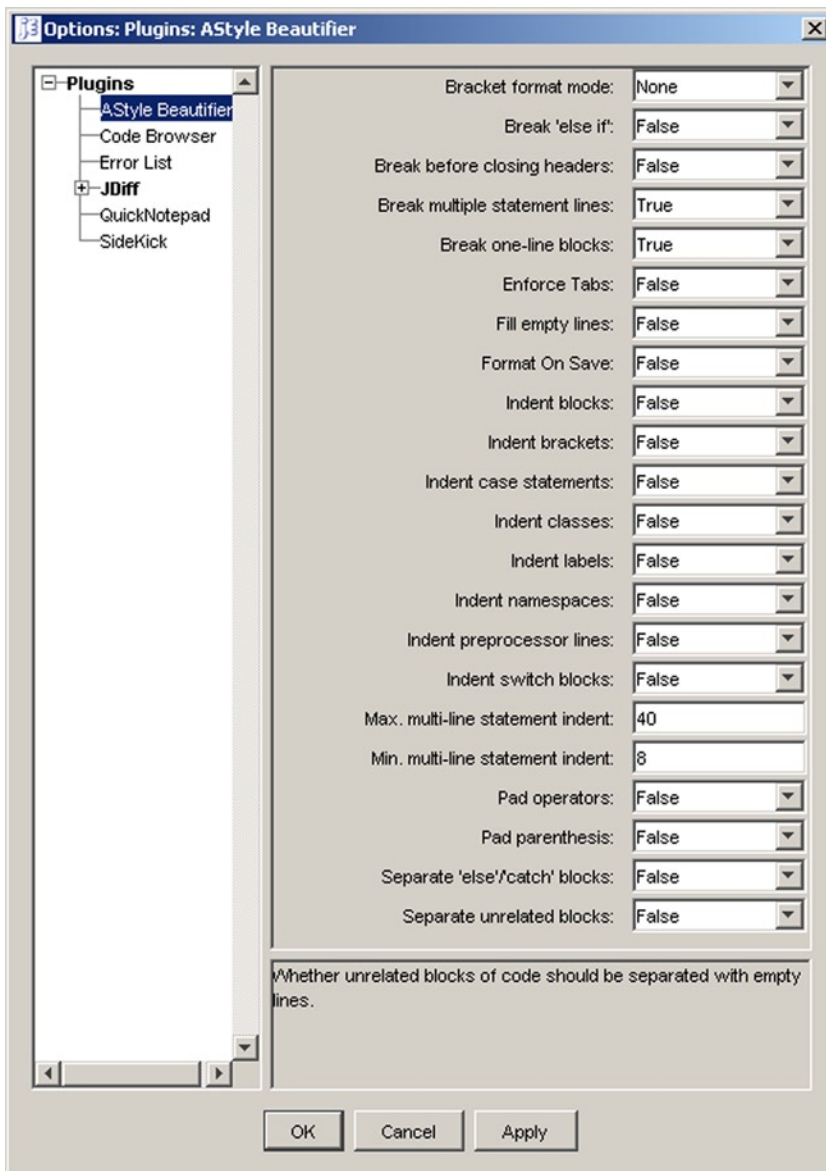 Options: Plugins: AStyle Beautifier
Plugins
AStyle Beautifier
Code Browser
Error List
JDiff
QuickNotepad
SideKick
Bracket format mode: None
Break 'else if': False
Break before closing headers: False
Break multiple statement lines: True
Break one-line blocks: True
Enforce Tabs: False
Fill empty lines: False
Format On Save: False
Indent blocks: False
Indent brackets: False
Indent case statements: False
Indent classes: False
Indent labels: False
Indent namespaces: False
Indent preprocessor lines: False
Indent switch blocks: False
Max. multi-line statement indent: 40
Min. multi-line statement indent: 8
Pad operators: False
Pad parenthesis: False
Separate 'else'/'catch' blocks: False
Separate unrelated blocks: False
Whether unrelated blocks of code should be separated with empty
lines.
OK Cancel Apply